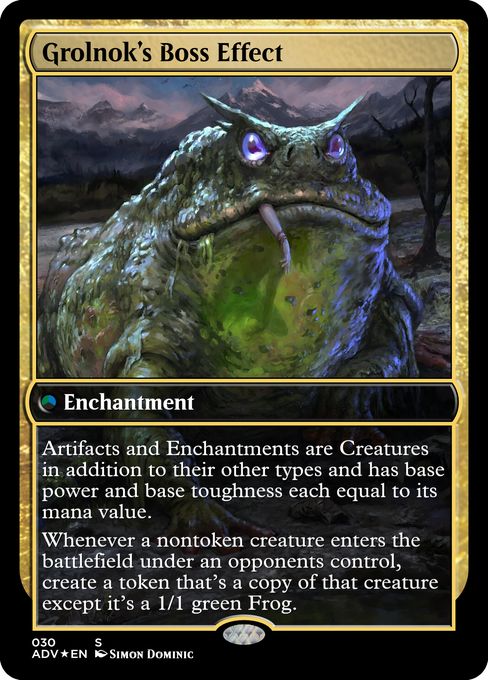 Grolnok's Boss Effect
Enchantment
Artifacts and Enchantments are Creatures
in addition to their other types and has base
power and base toughness each equal to its
mana value.
Whenever a nontoken creature enters the
battlefield under an opponents control,
create a token that's a copy of that creature
except it's a 1/1 green Frog.
030 S
ADV★EN Simon Dominic